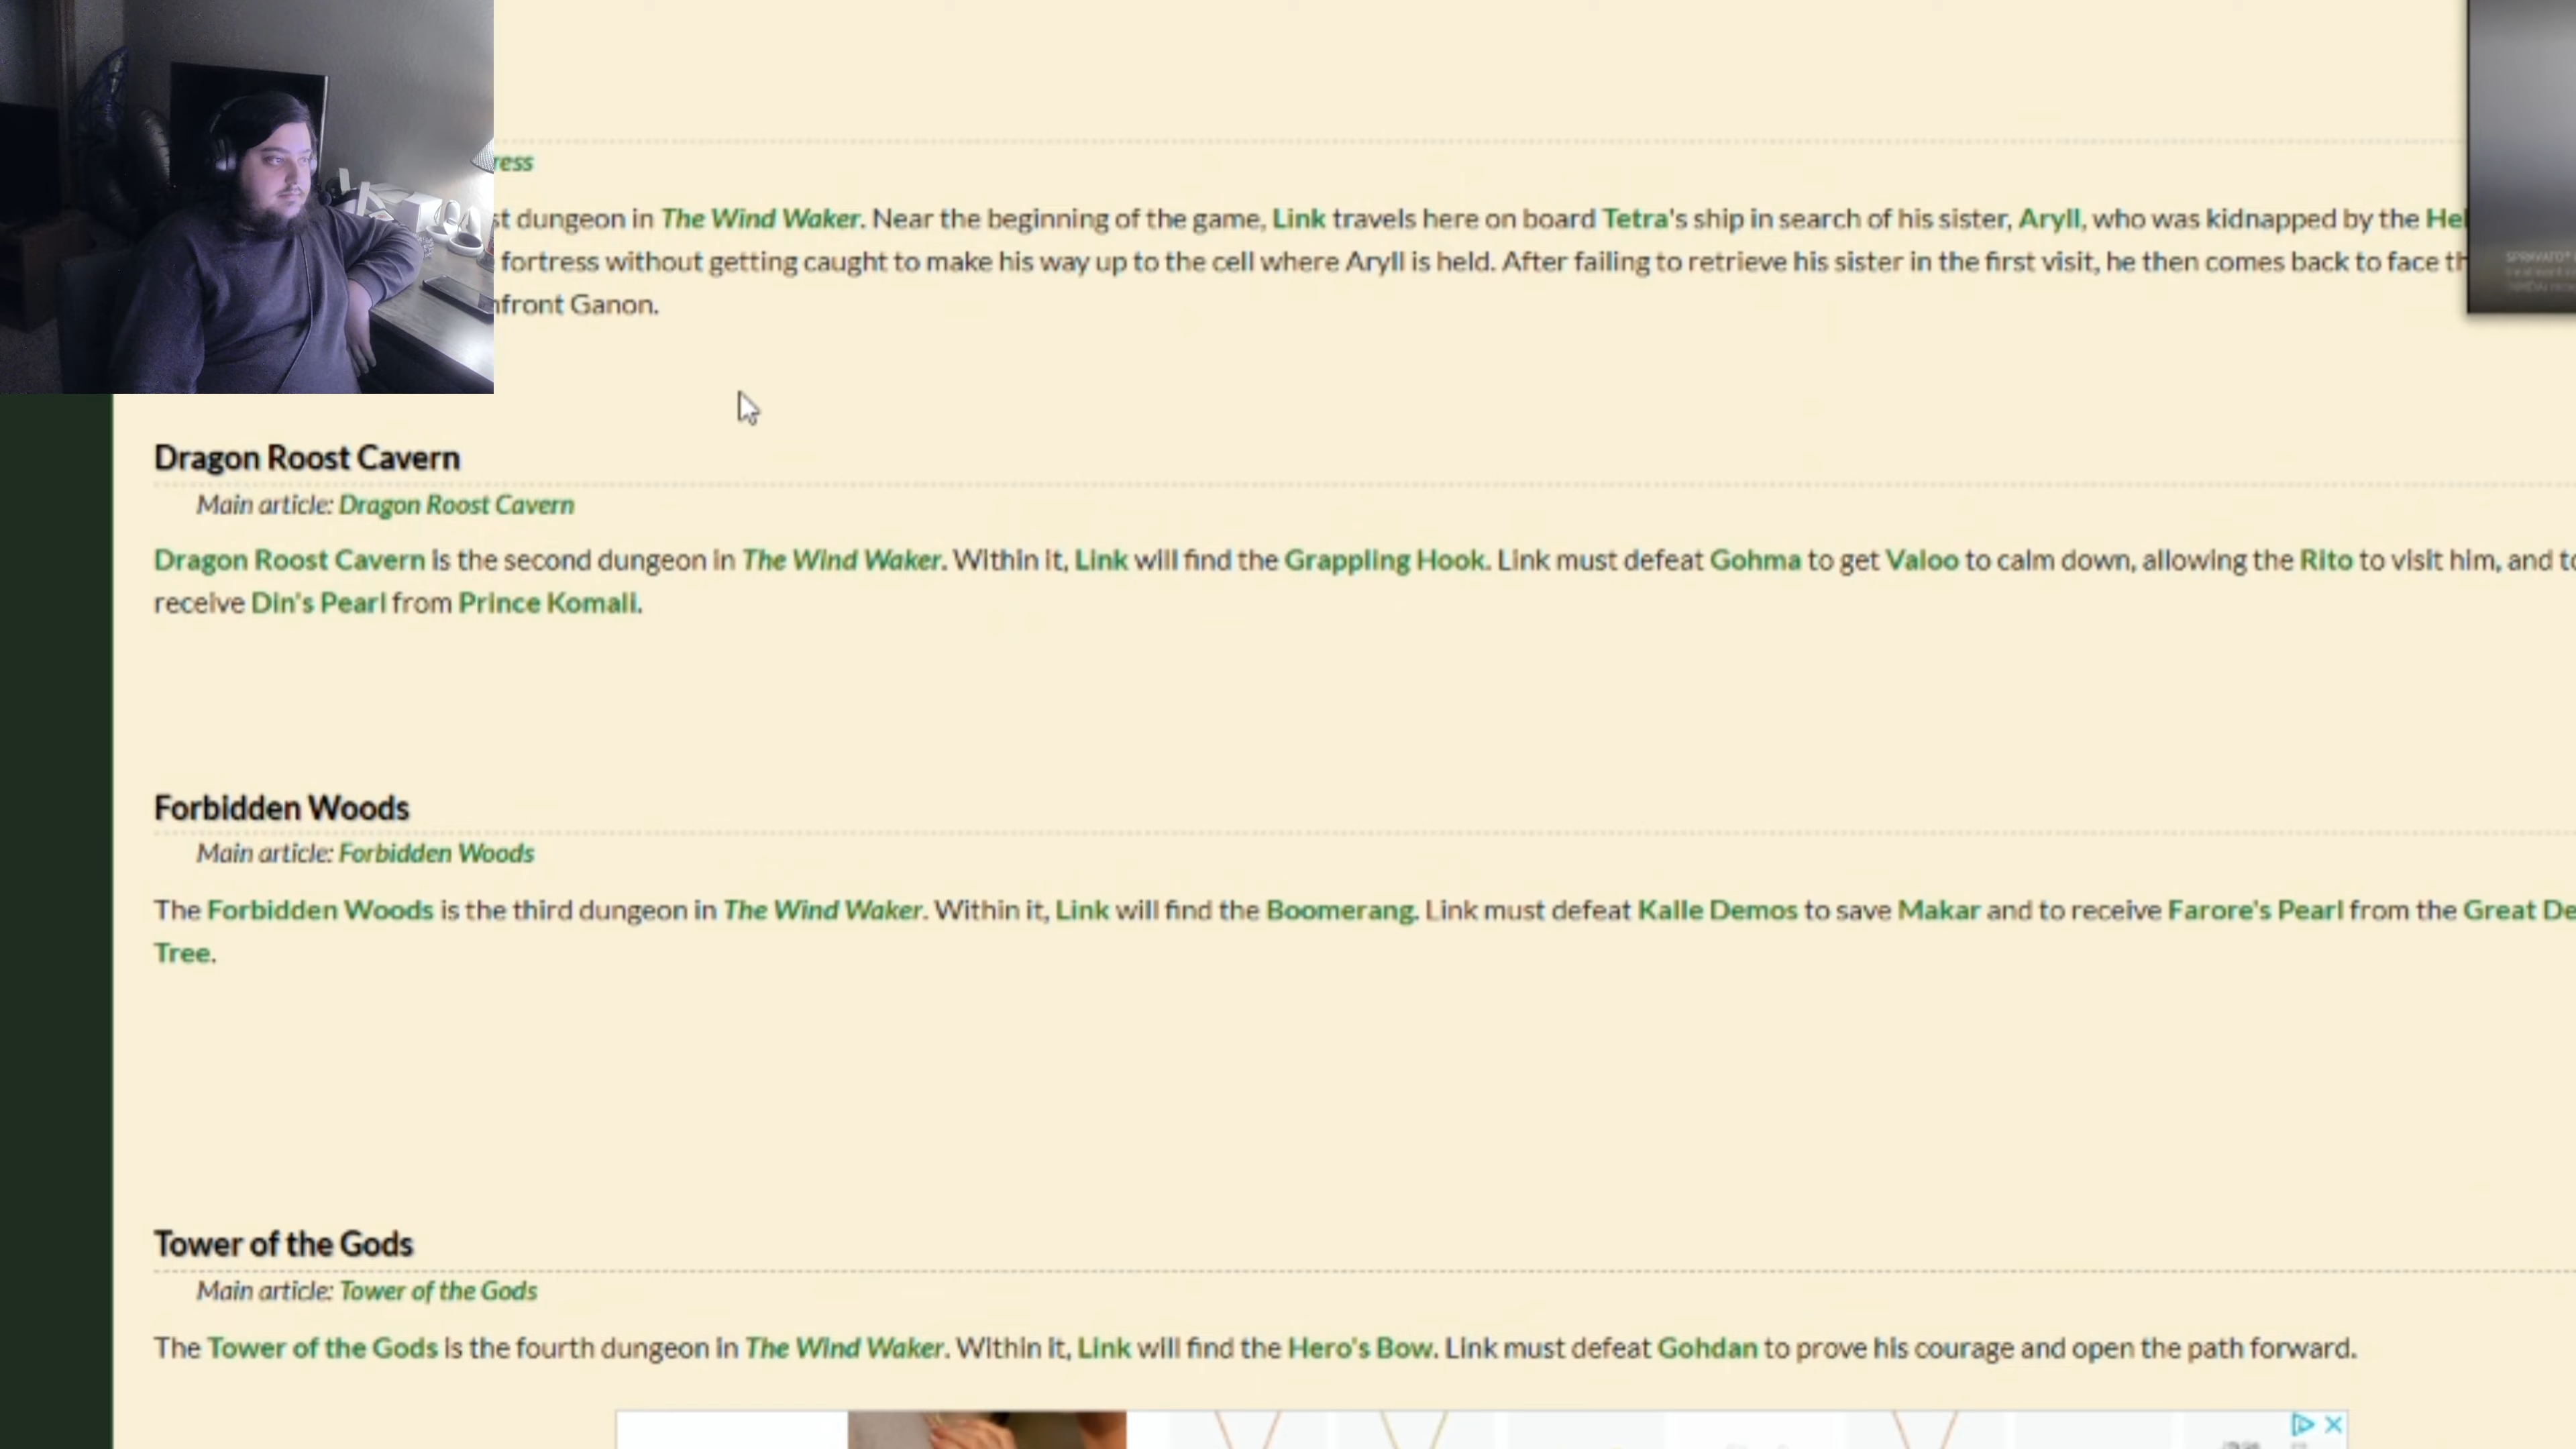 ress
st dungeon in The Wind Waker. Near the beginning of the game, Link travels here on board Tetra's ship in search of his sister, Aryll, who was kidnapped by the Hel
fortress without getting caught to make his way up to the cell where Aryll is held. After failing to retrieve his sister in the first visit, he then comes back to face th
nfront Ganon.
Dragon Roost Cavern
Main article: Dragon Roost Cavern
Dragon Roost Cavern is the second dungeon in The Wind Waker. Within it, Link will find the Grappling Hook. Link must defeat Gohma to get Valoo to calm down, allowing the Rito to visit him, and to
receive Din's Pearl from Prince Komali.
Forbidden Woods
Main article: Forbidden Woods
The Forbidden Woods is the third dungeon in The Wind Waker. Within it, Link will find the Boomerang. Link must defeat Kalle Demos to save Makar and to receive Farore's Pearl from the Great De
Tree.
Tower of the Gods
Main article: Tower of the Gods
The Tower of the Gods is the fourth dungeon in The Wind Waker. Within it, Link will find the Hero's Bow. Link must defeat Gohdan to prove his courage and open the path forward.